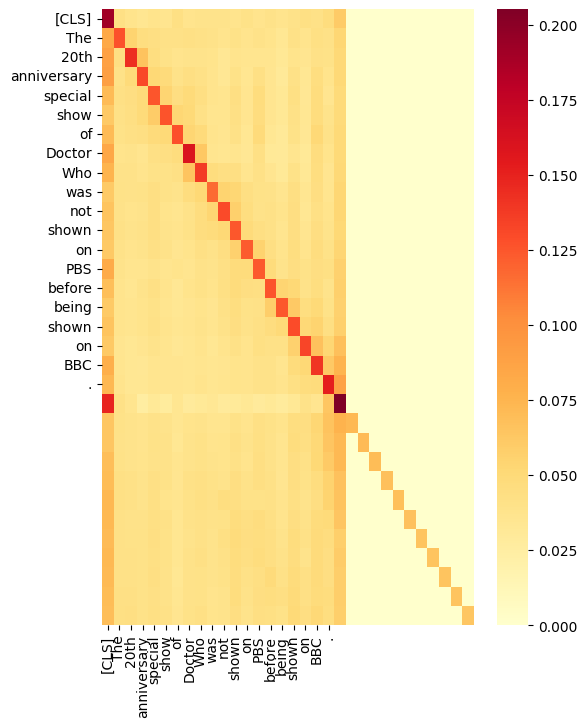 [CLS]
The
20th
anniversary
special
show
of
Doctor
Who
was
not
shown
on
PBS
before
being
shown
on
BBC
.
[CLS]
The
20th
anniversary
special
show
of
Doctor
Who
was
not
shown
on
PBS
before
being
shown
on
BBC
.
0.200
0.175
0.150
0.125
0.100
0.075
0.050
0.025
0.000